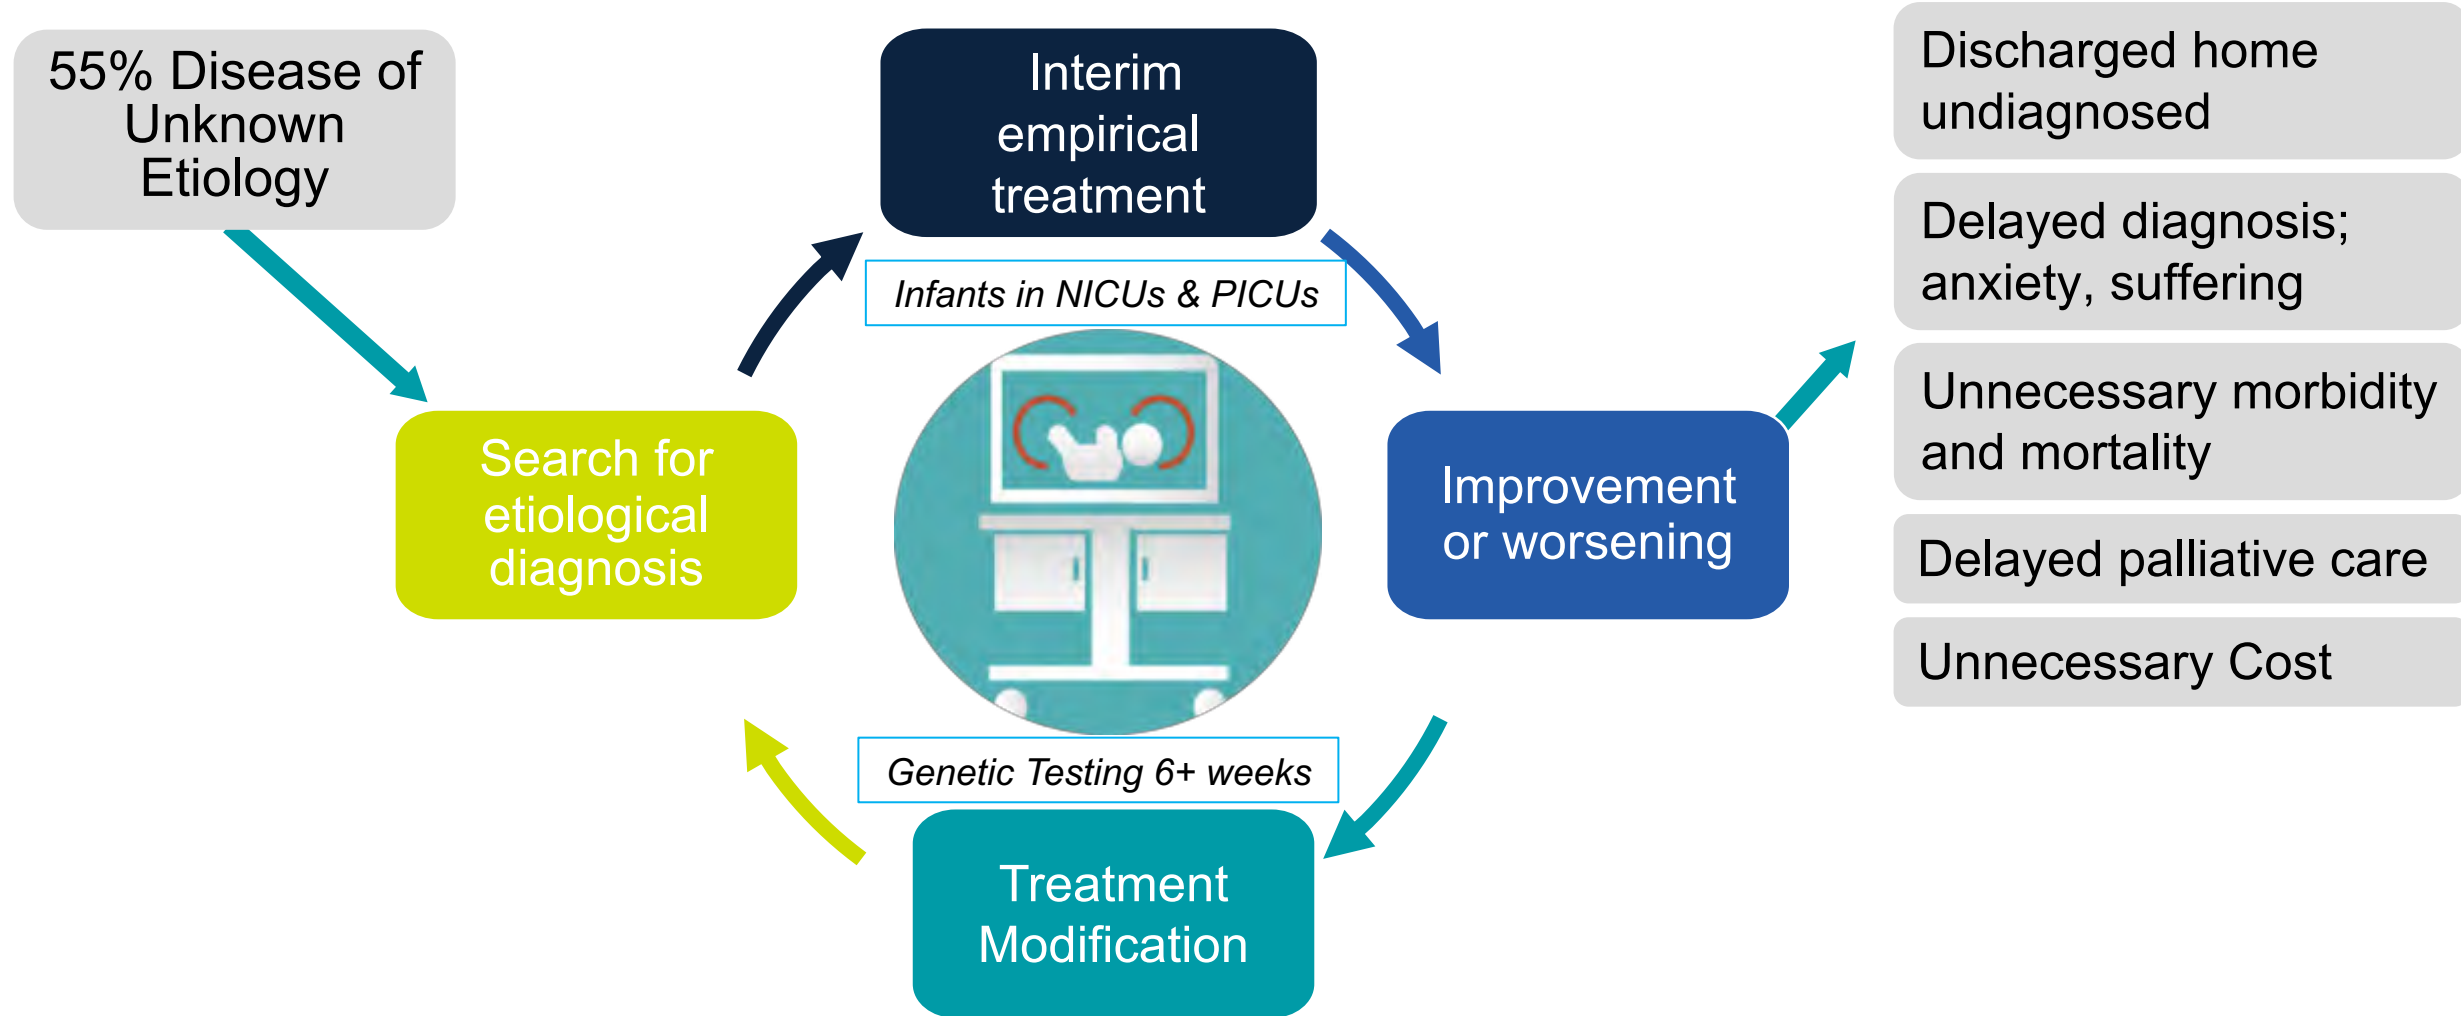 55% Disease of
Unknown
Etiology
Interim
empirical
treatment
Infants in NICUs & PICUs
Search for
etiological
diagnosis
Improvement
or worsening
Genetic Testing 6+ weeks
Treatment
Modification
Discharged home
undiagnosed
Delayed diagnosis;
anxiety, suffering
Unnecessary morbidity
and mortality
Delayed palliative care
Unnecessary Cost